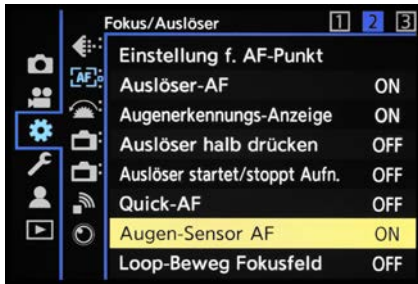 Fokus/Auslöser 1 2 3
Einstellung f. AF-Punkt
AF
Auslöser-AF ON
Augenerkennungs-Anzeige ON
Auslöser halb drücken OFF
Auslöser startet/stoppt Aufn. OFF
Quick-AF OFF
Augen-Sensor AF ON
Loop-Beweg Fokusfeld OFF